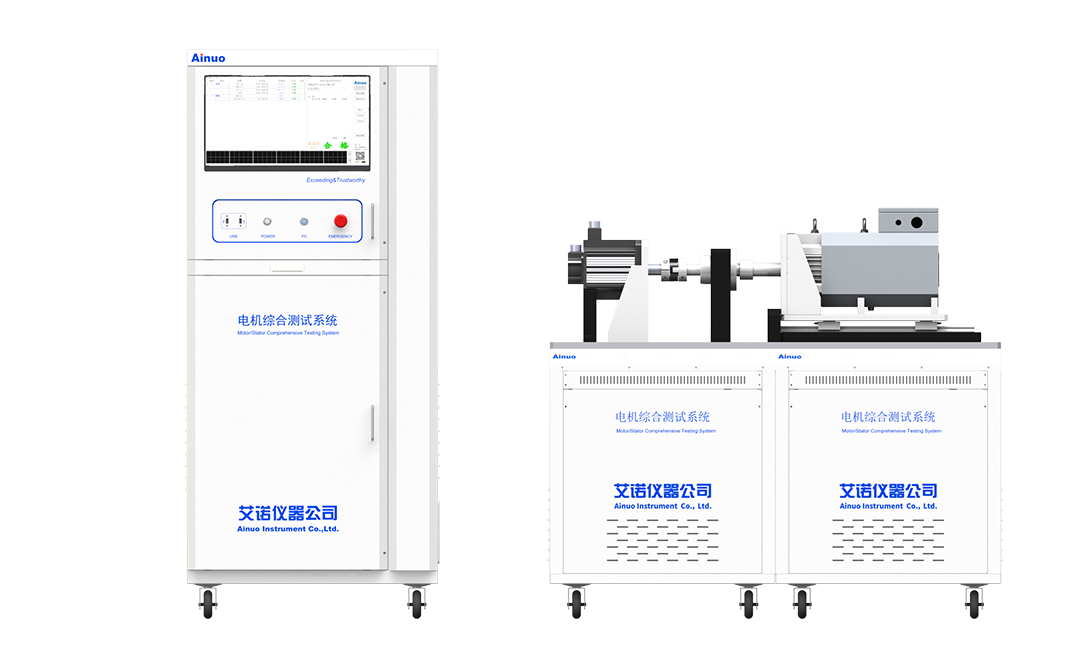 Ainuo
Ainuo
合 格
Exceeding&Trustworthy
USB
POWER
PC
EMERGENCY
电机综合测试系统
Motor/Stator Comprehensive Testing System
艾诺仪器公司
Ainuo Instrument Co.,Ltd.
Ainuo
电机综合测试系统
Motor/Stator Comprehensive Testing System
艾诺仪器公司
Ainuo Instrument Co., Ltd.
Ainuo
电机综合测试系统
Motor/Stator Comprehensive Testing System
艾诺仪器公司
Ainuo Instrument Co., Ltd.